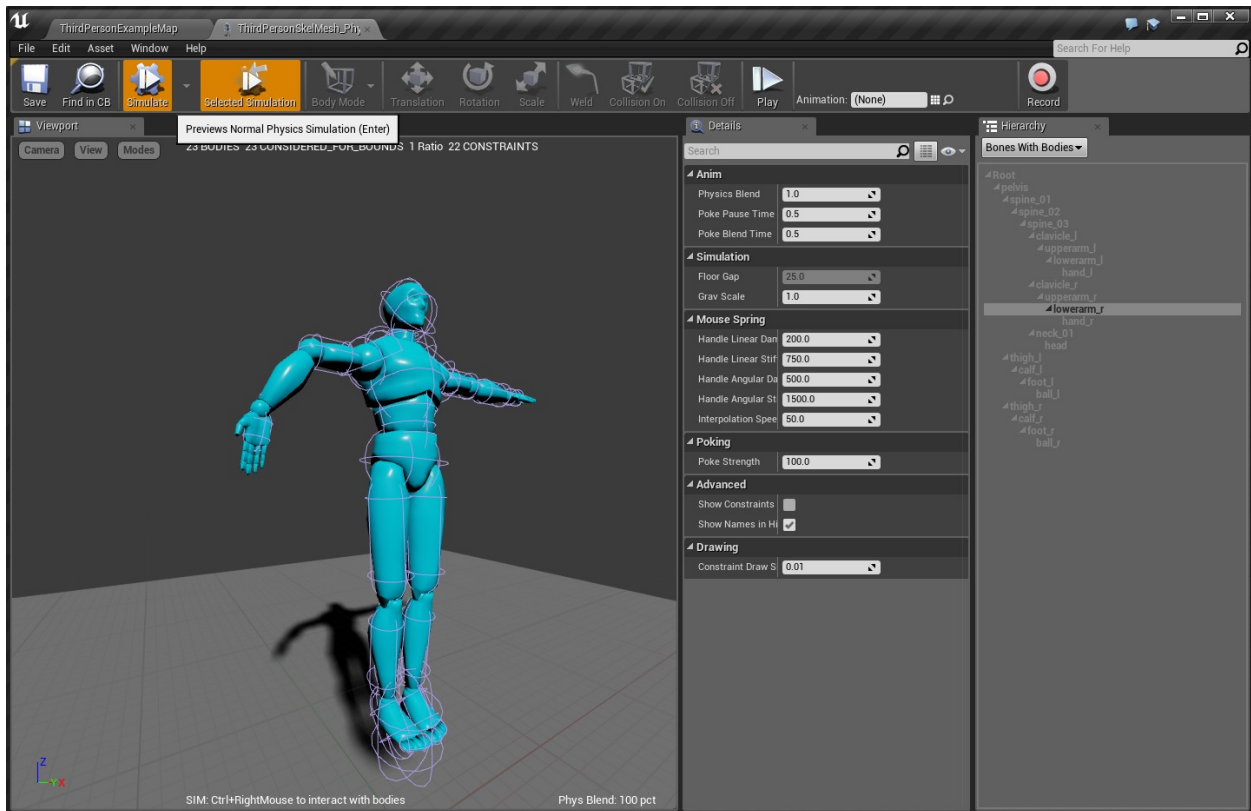 ThirdPersonExampleMap
ThirdPersonSkelMesh_Phy
File Edit Asset Window Help
Search For Help
Save Find in CB Simulate Selected Simulation Body Mode Translation Rotation Scale Weld Collision On Collision Off Play Animation: (None) Record
Viewport
Previews Normal Physics Simulation (Enter)
Camera View Modes
23 BODIES 23 CONSIDERED_FOR_BOUNDS 1 Ratio 22 CONSTRAINTS
SIM: Ctrl+RightMouse to interact with bodies
Phys Blend: 100 pct
Z
Y X
Details
Search
Anim
Physics Blend 1.0
Poke Pause Time 0.5
Poke Blend Time 0.5
Simulation
Floor Gap 25.0
Grav Scale 1.0
Mouse Spring
Handle Linear Dam 200.0
Handle Linear Stif 750.0
Handle Angular Da 500.0
Handle Angular St 1500.0
Interpolation Spee 50.0
Poking
Poke Strength 100.0
Advanced
Show Constraints
Show Names in Hi
Drawing
Constraint Draw S 0.01
Hierarchy
Bones With Bodies
Root
pelvis
spine_01
spine_02
spine_03
clavicle_l
upperarm_l
lowerarm_l
hand_l
clavicle_r
upperarm_r
lowerarm_r
hand_r
neck_01
head
thigh_l
calf_l
foot_l
ball_l
thigh_r
calf_r
foot_r
ball_r